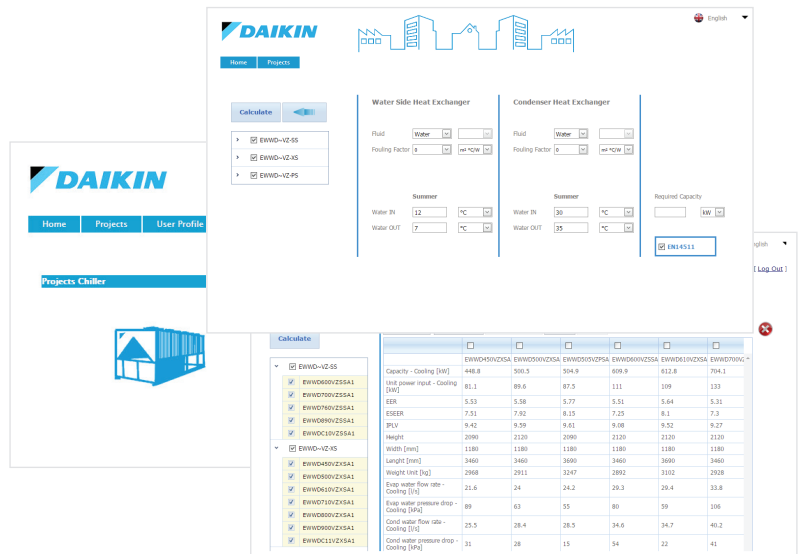 DAIKIN
English
Home Projects
Calculate
EWWD~VZ-SS
EWWD~VZ-XS
EWWD~VZ-PS
Water Side Heat Exchanger
Fluid Water
Fouling Factor 0 m² °C/W
Summer
Water IN 12 °C
Water OUT 7 °C
Condenser Heat Exchanger
Fluid Water
Fouling Factor 0 m² °C/W
Summer
Water IN 30 °C
Water OUT 35 °C
Required Capacity
kW
EN14511
DAIKIN
Home Projects User Profile
Projects Chiller
glish
[ Log Out ]
Calculate
EWWD~VZ-SS
EWWD600VZSSA1
EWWD700VZSSA1
EWWD760VZSSA1
EWWD890VZSSA1
EWWDC10VZSSA1
EWWD~VZ-XS
EWWD450VZXSA1
EWWD500VZXSA1
EWWD610VZXSA1
EWWD710VZXSA1
EWWD800VZXSA1
EWWD900VZXSA1
EWWDC11VZXSA1
EWWD450VZXSA EWWD500VZXSA EWWD505VZPSA EWWD600VZSSA EWWD610VZXSA EWWD700VZ
Capacity - Cooling [kW] 448.8 500.5 504.9 609.9 612.8 704.1
Unit power input - Cooling
[kW] 81.1 89.6 87.5 111 109 133
EER 5.53 5.58 5.77 5.51 5.64 5.31
ESEER 7.51 7.92 8.15 7.25 8.1 7.3
IPLV 9.42 9.59 9.61 9.08 9.52 9.27
Height 2090 2120 2090 2120 2120 2120
Width [mm] 1180 1180 1180 1180 1180 1180
Lenght [mm] 3460 3460 3690 3460 3690 3460
Weight Unit [kg] 2968 2911 3247 2892 3102 2928
Evap water flow rate -
Cooling [l/s] 21.6 24 24.2 29.3 29.4 33.8
Evap water pressure drop -
Cooling [kPa] 89 63 55 80 59 106
Cond water flow rate -
Cooling [l/s] 25.5 28.4 28.5 34.6 34.7 40.2
Cond water pressure drop -
Cooling [kPa] 31 28 15 54 22 41